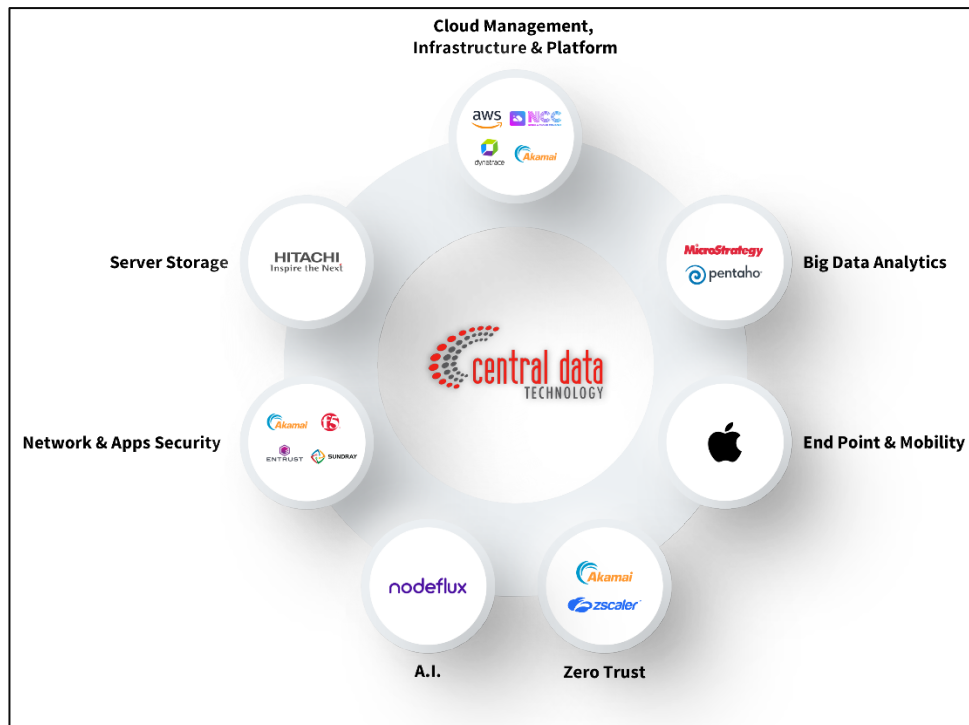 Cloud Management,
Infrastructure & Platform
aws
NCC
dynatrace
Akamai
HITACHI
Inspire the Next
Server Storage
MicroStrategy
pentaho
Big Data Analytics
central data
TECHNOLOGY
Network & Apps Security
Akamai
f5
ENTRUST
SUNDRAY
End Point & Mobility
nodeflux
A.I.
Akamai
zscaler
Zero Trust